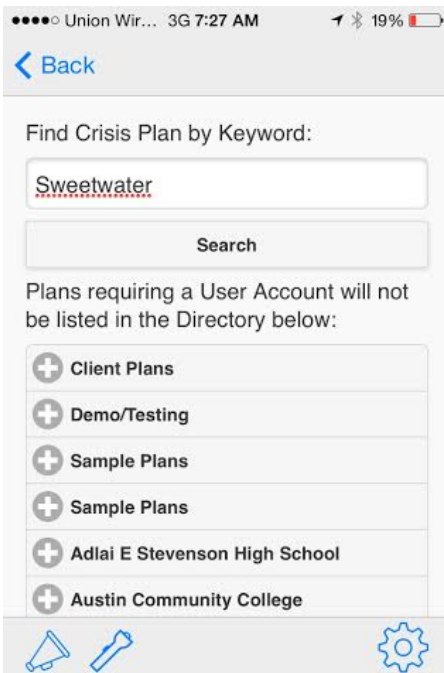 Union Wir... 3G 7:27 AM 19%
Back
Find Crisis Plan by Keyword:
Sweetwater
Search
Plans requiring a User Account will not
be listed in the Directory below:
Client Plans
Demo/Testing
Sample Plans
Sample Plans
Adlai E Stevenson High School
Austin Community College